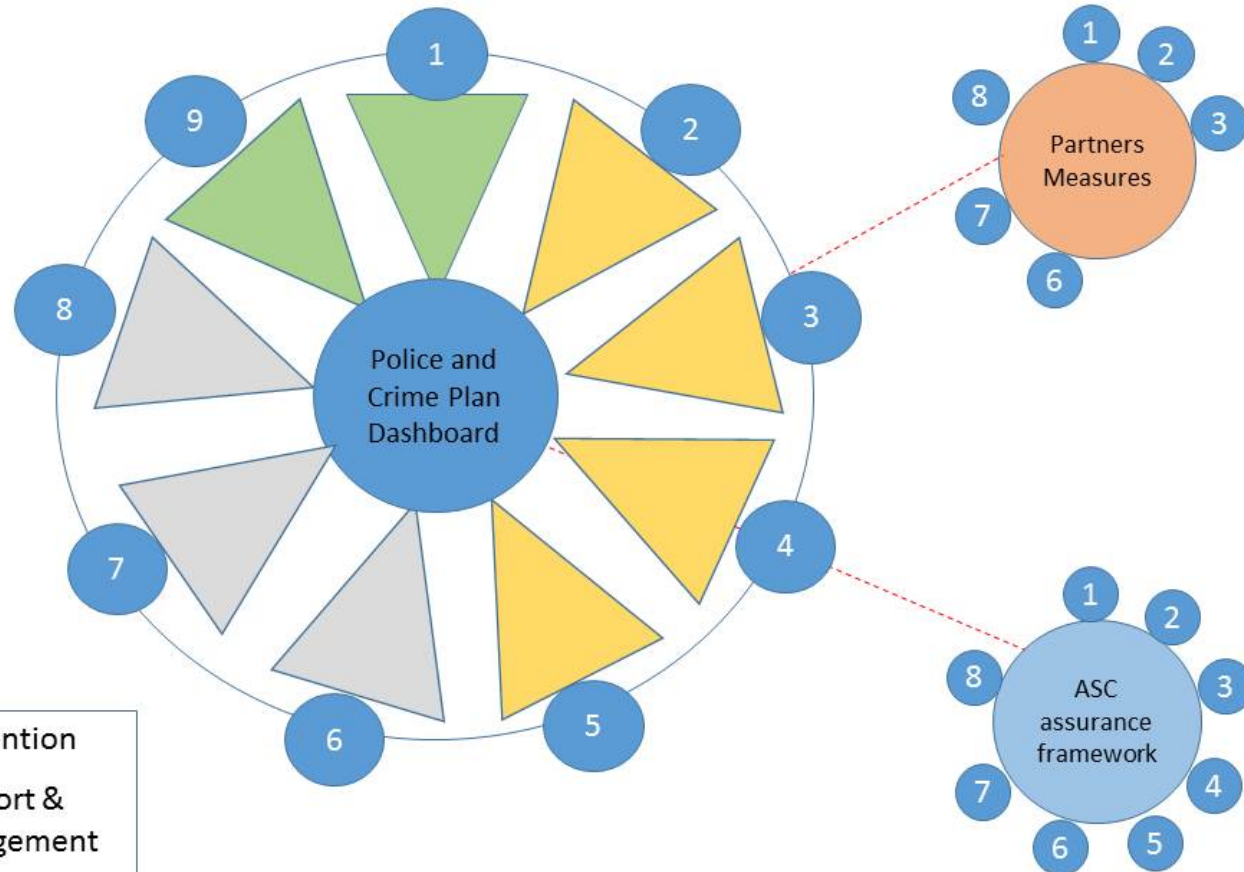 1
2
3
4
5
6
7
8
9
Police and
Crime Plan
Dashboard
1
2
3
6
7
8
Partners
Measures
1
2
3
4
5
6
7
8
ASC
assurance
framework
ention
ort &
gement